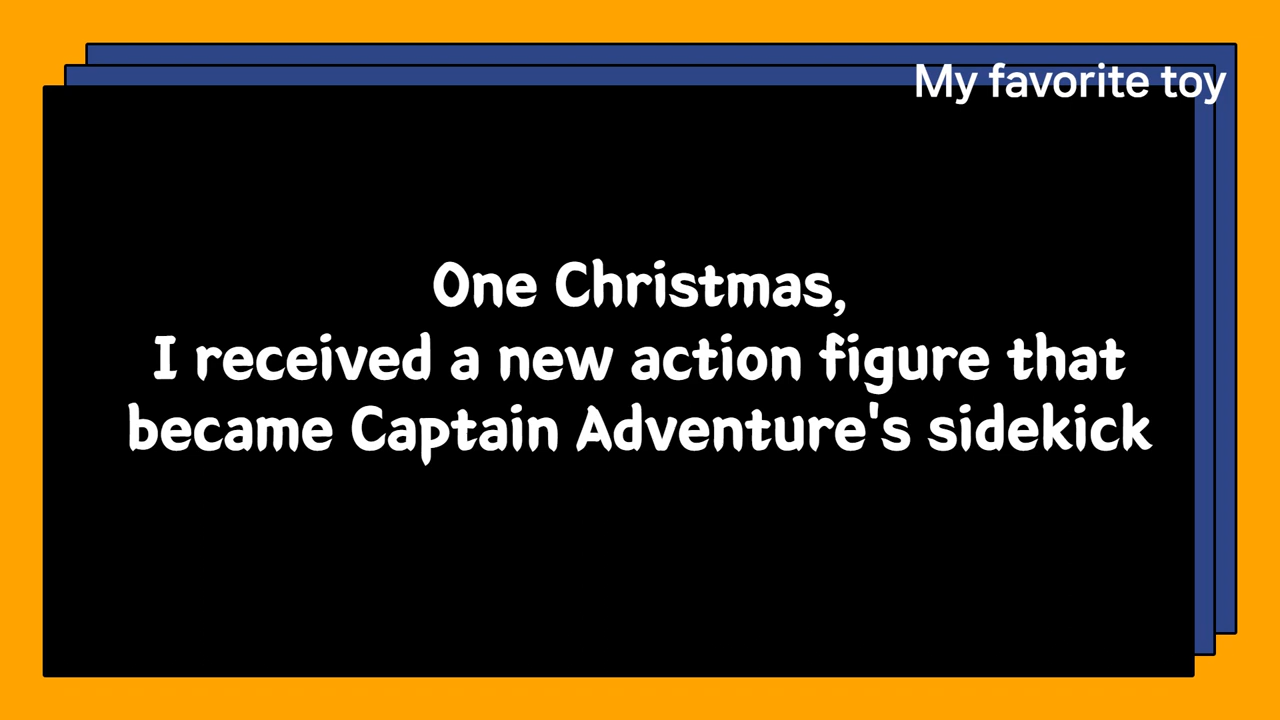 My favorite toy
One Christmas,
I received a new action figure that
became Captain Adventure's sidekick